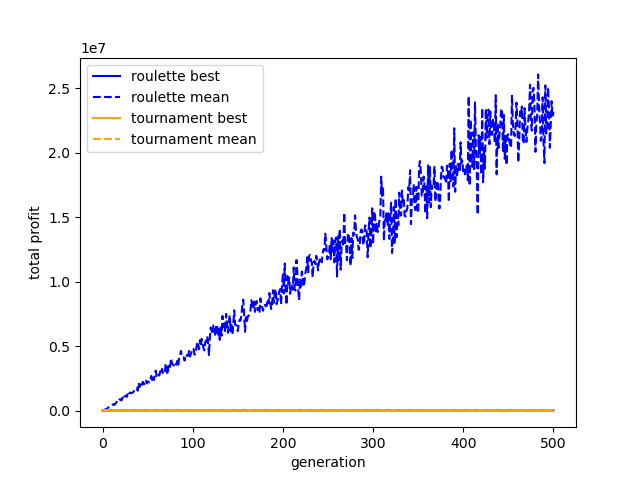 1e7
roulette best
roulette mean
tournament best
tournament mean
2.5
2.0
1.5
1.0
0.5
0.0
total profit
0 100 200 300 400 500
generation